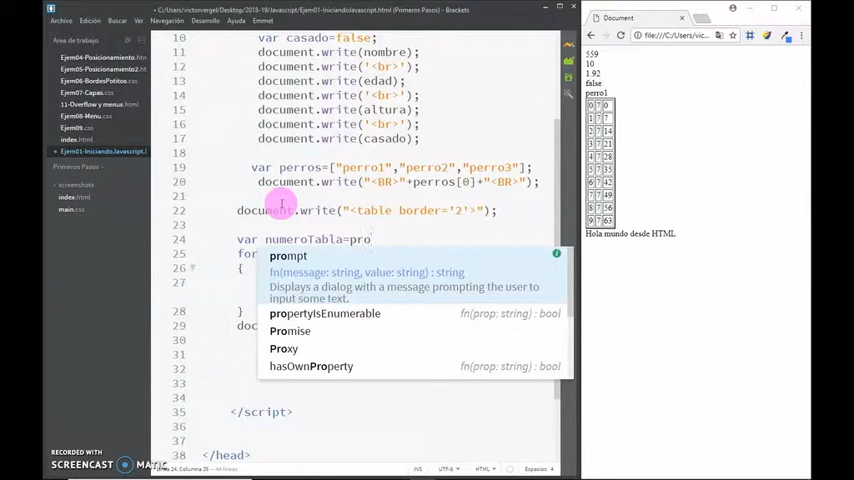 C:/Users/victorvergel/Desktop/2018-19/Javascript/Ejem01-IniciandoJavascript.html (Primeros Pasos) - Brackets
Archivo Edición Buscar Ver Navegación Desarrollo Ayuda Emmet
Área de trabajo
Ejem04-Posicionamiento.htm
Ejem05-Posicionamiento2.
Ejem06-BordesPotitos.css
Ejem07-Capas.css
11-Overflow y menus.html
Ejem08-Menu.css
Ejem09.css
index.html
Ejem01-IniciandoJavascript.l
Primeros Pasos
screenshots
index.html
main.css
10 var casado=false;
11 document.write(nombre);
12 document.write('<br>');
13 document.write(edad);
14 document.write('<br>');
15 document.write(altura);
16 document.write('<br>');
17 document.write(casado);
18
19 var perros=["perro1","perro2","perro3"];
20 document.write("<BR>"+perros[0]+"<BR>");
21
22 document.write("<table border='2'>");
23
24 var numeroTabla=pro
25 for
26 {
27
28 }
29 do
30
31
32
33
34
35 </script>
36
37
38 </head>
prompt
fn(message: string, value: string) : string
Displays a dialog with a message prompting the user to
input some text.
propertyIsEnumerable fn(prop: string) : bool
Promise
Proxy
hasOwnProperty fn(prop: string) : bool
Línea 24, Columna 25 — 44 líneas
INS UTF-8 HTML Espacios: 4
RECORDED WITH
SCREENCAST MATIC
Document
file:///C:/Users/vic
559
10
1.92
false
perro1
0 7 0
1 7 7
2 7 14
3 7 21
4 7 28
5 7 35
6 7 42
7 7 49
8 7 56
9 7 63
Hola mundo desde HTML